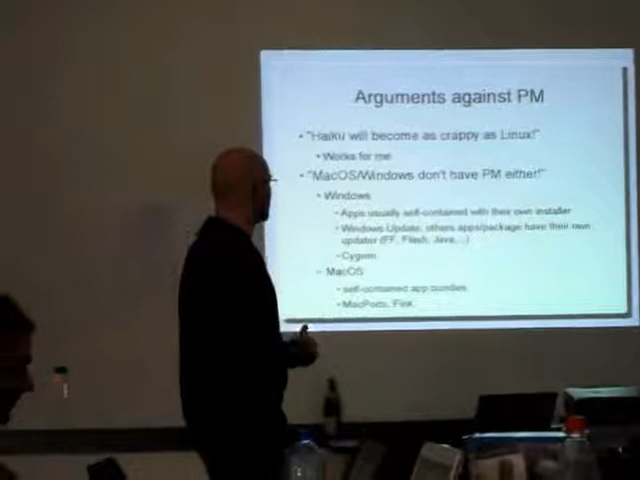 Arguments against PM
• "Haiku will become as crappy as Linux!"
• Works for me
• "MacOS/Windows don't have PM either!"
• Windows
• Apps usually self-contained with their own installer
• Windows Update, others apps/package have their own
updater (FF, Flash, Java,...)
• Cygwin
– MacOS
• self-contained app bundles
• MacPorts, Fink,